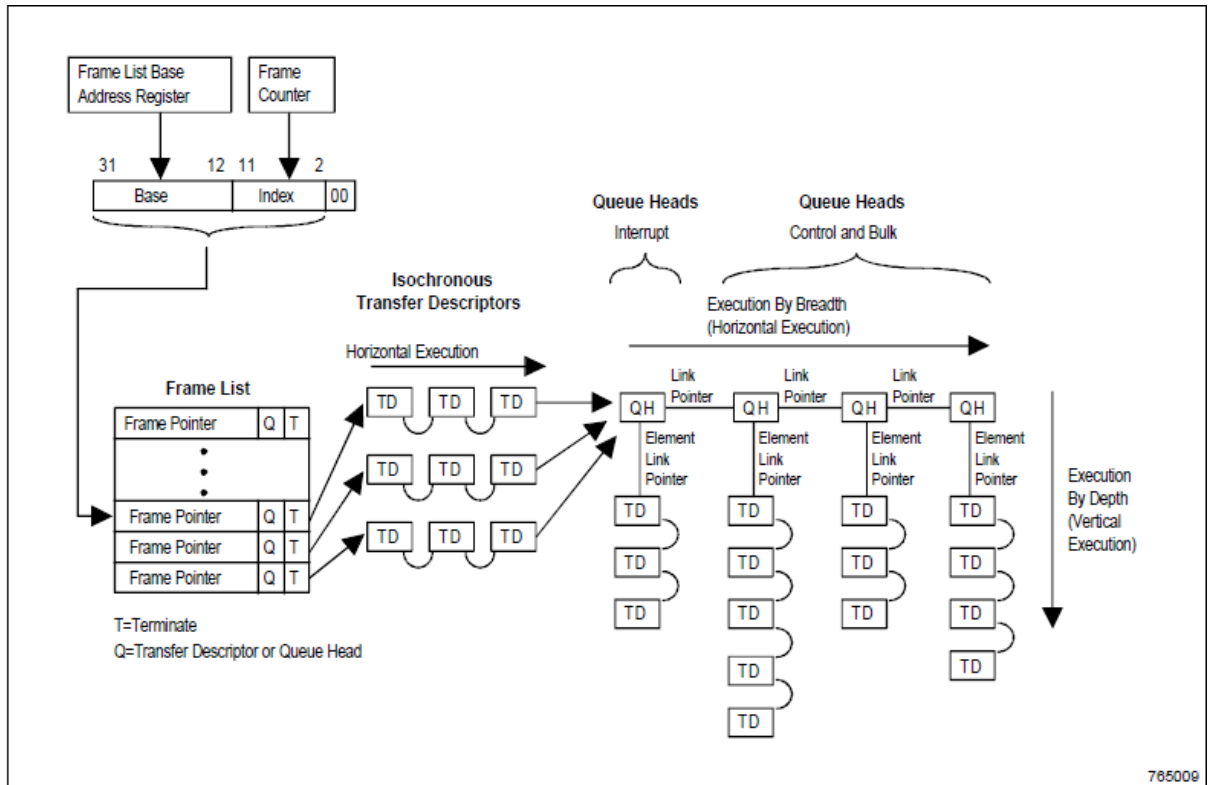 Frame List Base
Address Register
Frame
Counter
31 12 11 2
Base Index 00
Queue Heads
Interrupt
Queue Heads
Control and Bulk
Isochronous
Transfer Descriptors
Execution By Breadth
(Horizontal Execution)
Horizontal Execution
Frame List
Frame Pointer Q T
Frame Pointer Q T
Frame Pointer Q T
Frame Pointer Q T
T=Terminate
Q=Transfer Descriptor or Queue Head
TD TD TD
TD TD TD
TD TD TD
Link
Pointer
Link
Pointer
Link
Pointer
QH QH QH QH
Element
Link
Pointer
Element
Link
Pointer
Element
Link
Pointer
Element
Link
Pointer
TD TD TD TD
TD TD TD TD
TD TD TD TD
TD TD
TD
Execution
By Depth
(Vertical
Execution)
765009